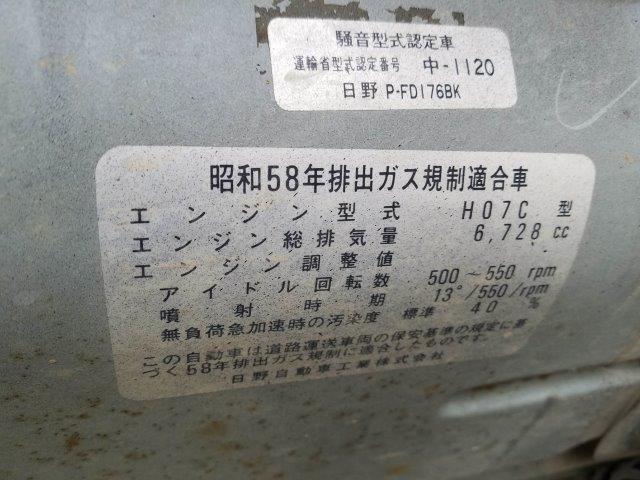 騒音型式認定車
運輸省型式認定番号 中-1120
日野 P-FD176BK
昭和58年排出ガス規制適合車
エンジン型式 H07C 型
エンジン総排気量 6,728 cc
エンジン調整値
アイドル回転数 500~550 rpm
噴射時期 13°/550/rpm
無負荷急加速時の汚染度 標準 40 %
この自動車は道路運送車両の保安基準の規定に基
づく58年排出ガス規制に適合したものです。
日野自動車工業株式会社